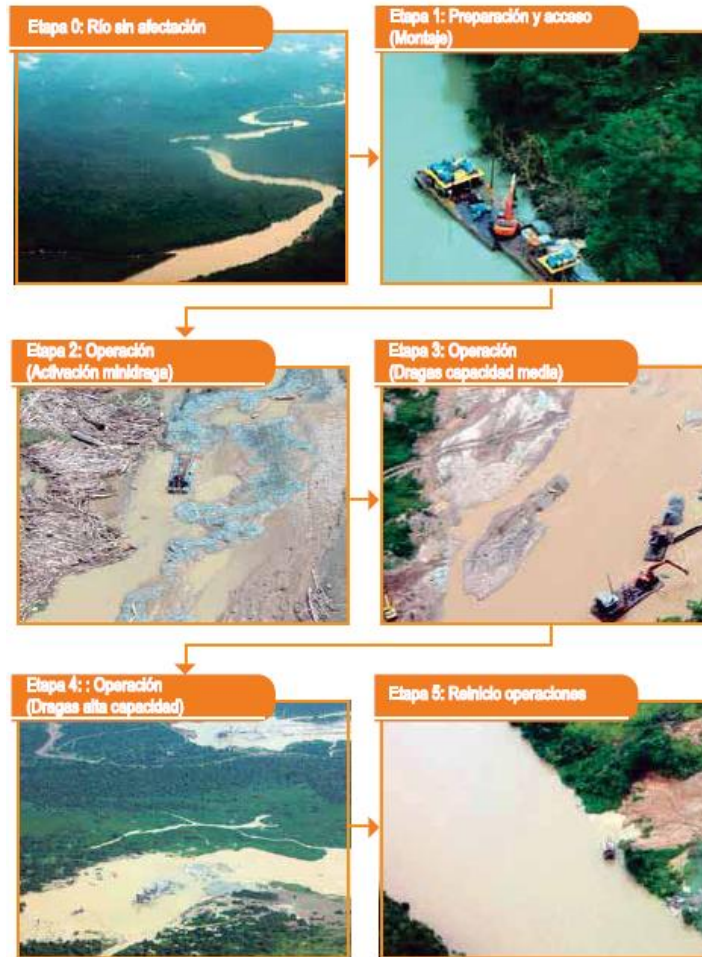 Etapa 0: Río sin afectación
Etapa 1: Preparación y acceso
(Montaje)
Etapa 2: Operación
(Activación minidraga)
Etapa 3: Operación
(Dragas capacidad media)
Etapa 4: : Operación
(Dragas alta capacidad)
Etapa 5: Reinicio operaciones